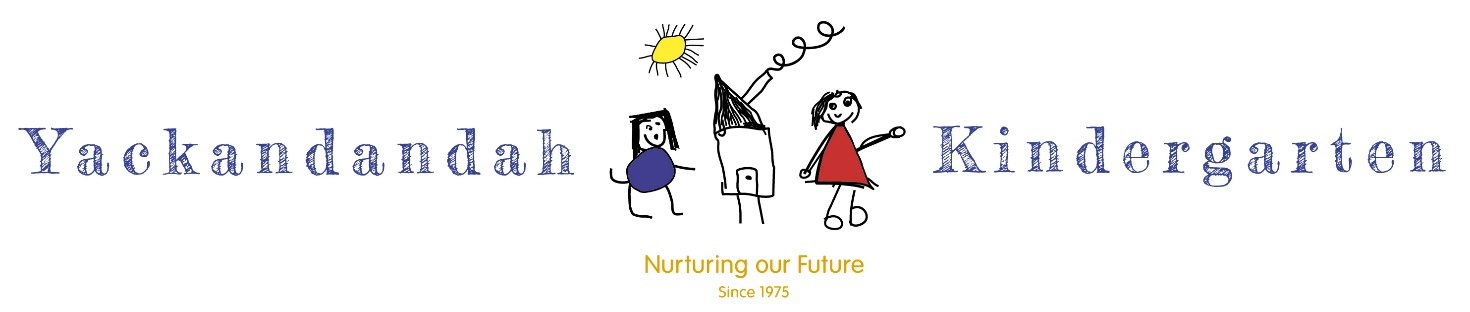 Yackandandah Kindergarten
Nurturing our Future
Since 1975